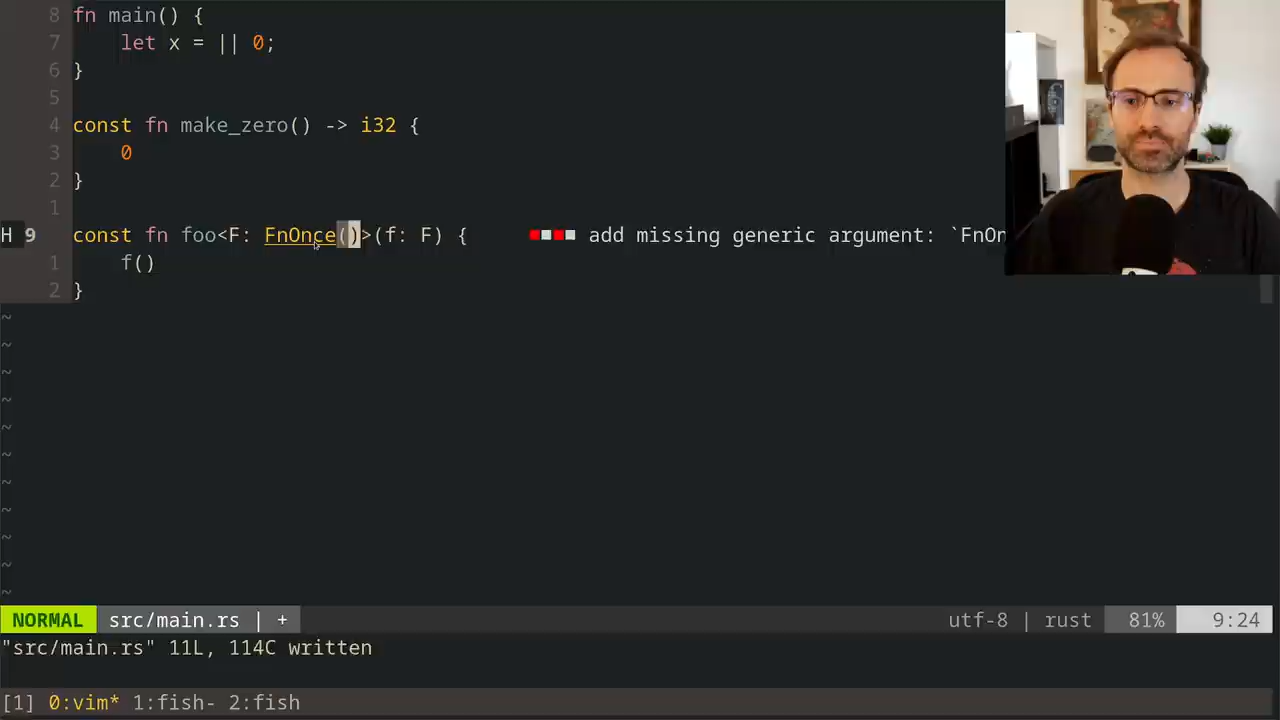 8 fn main() {
7     let x = || 0;
6 }
5
4 const fn make_zero() -> i32 {
3     0
2 }
1
H 9 const fn foo<F: FnOnce()>(f: F) { add missing generic argument: `FnOn
1     f()
2 }
~
~
~
~
~
~
~
~
~
~
~
NORMAL src/main.rs | + utf-8 | rust 81% 9:24
"src/main.rs" 11L, 114C written
[1] 0:vim* 1:fish- 2:fish